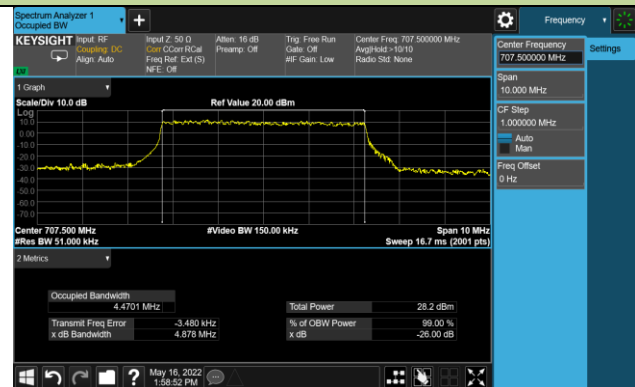 Spectrum Analyzer 1
Occupied BW
Frequency
KEYSIGHT
Input: RF
Coupling: DC
Align: Auto
Input Z: 50 Ω
Corr CCorr RCal
Freq Ref: Ext (S)
NFE: Off
Atten: 16 dB
Preamp: Off
Trig: Free Run
Gate: Off
#IF Gain: Low
Center Freq: 707.500000 MHz
Avg|Hold:>10/10
Radio Std: None
Center Frequency
707.500000 MHz
Settings
Span
10.000 MHz
CF Step
1.000000 MHz
Auto
Man
Freq Offset
0 Hz
1 Graph
Scale/Div 10.0 dB
Ref Value 20.00 dBm
Log
10.0
0.00
-10.0
-20.0
-30.0
-40.0
-50.0
-60.0
-70.0
Center 707.500 MHz
#Video BW 150.00 kHz
Span 10 MHz
#Res BW 51.000 kHz
Sweep 16.7 ms (2001 pts)
2 Metrics
Occupied Bandwidth
4.4701 MHz
Total Power 28.2 dBm
Transmit Freq Error -3.480 kHz
% of OBW Power 99.00 %
x dB Bandwidth 4.878 MHz
x dB -26.00 dB
May 16, 2022
1:58:52 PM